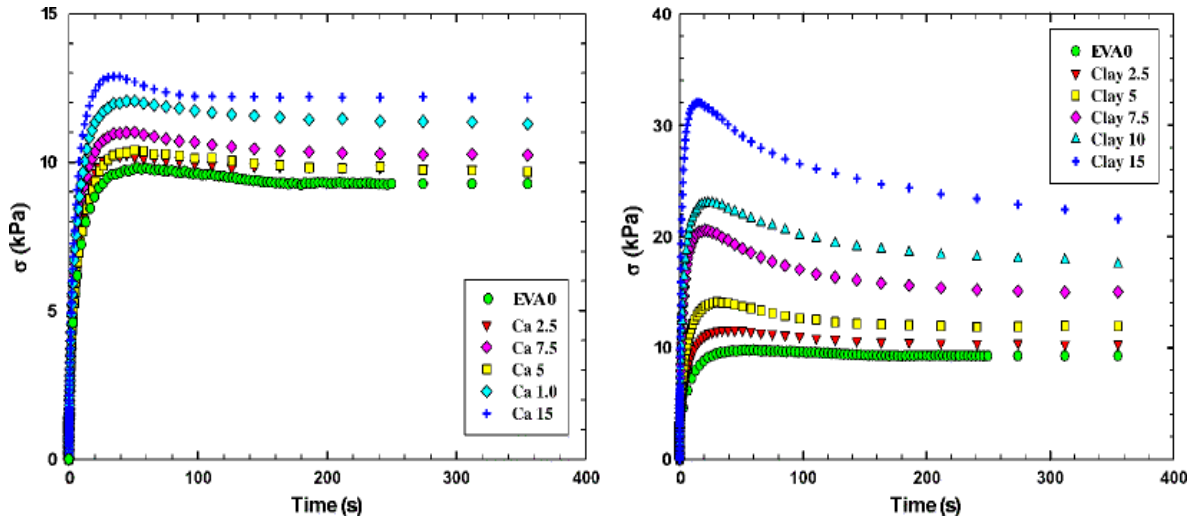 15
10
5
0
σ (kPa)
0 100 200 300 400
Time (s)
EVA0
Ca 2.5
Ca 7.5
Ca 5
Ca 1.0
Ca 15
40
30
20
10
0
σ (kPa)
0 100 200 300 400
Time (s)
EVA0
Clay 2.5
Clay 5
Clay 7.5
Clay 10
Clay 15